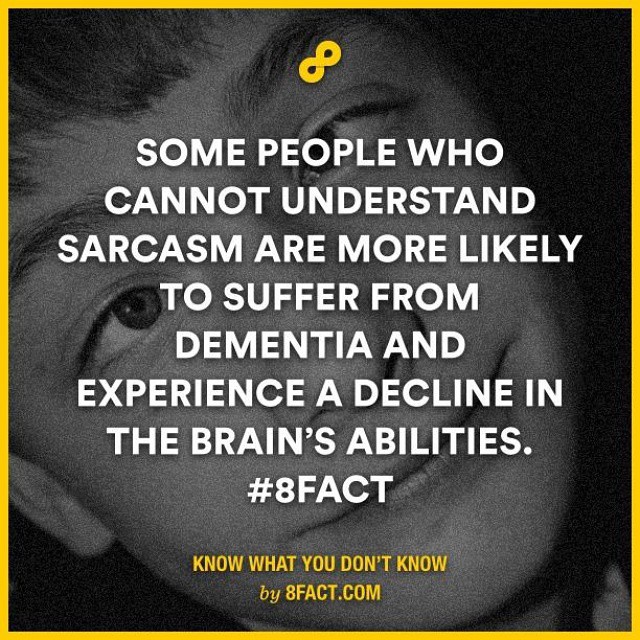 SOME PEOPLE WHO
CANNOT UNDERSTAND
SARCASM ARE MORE LIKELY
TO SUFFER FROM
DEMENTIA AND
EXPERIENCE A DECLINE IN
THE BRAIN'S ABILITIES.
#8FACT
KNOW WHAT YOU DON'T KNOW
by 8FACT.COM